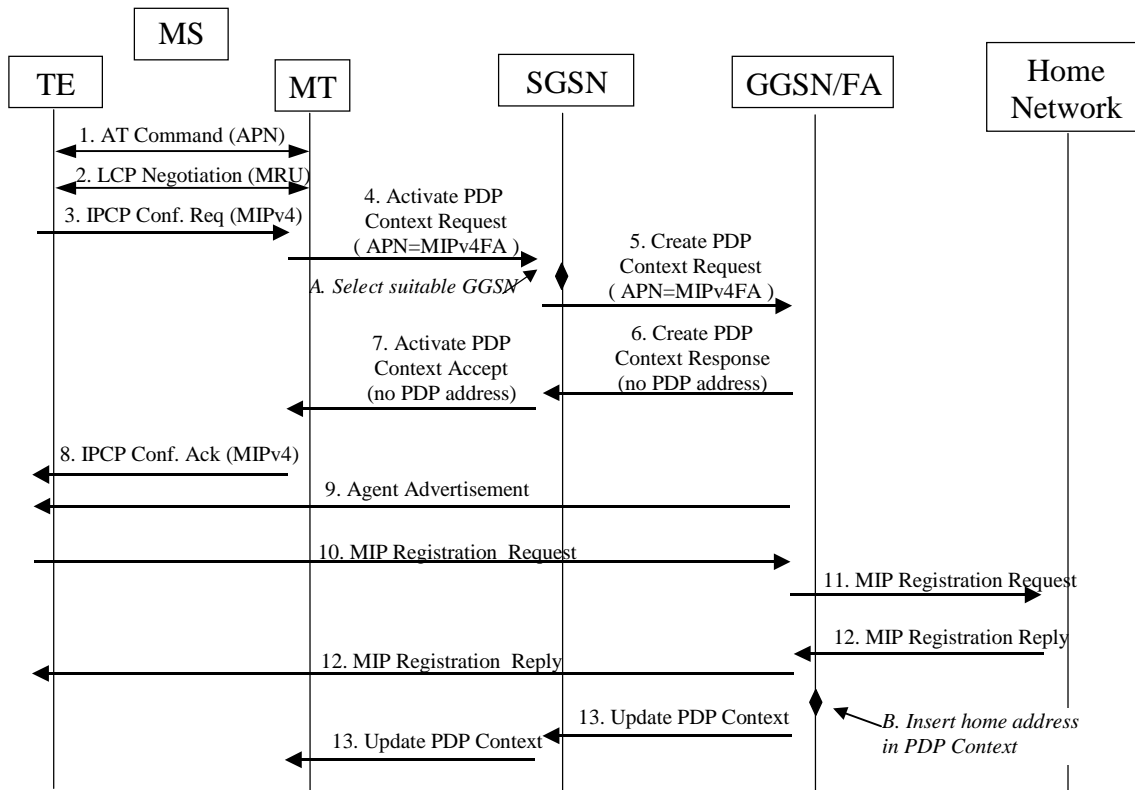 MS
TE
MT
SGSN
GGSN/FA
Home
Network
1. AT Command (APN)
2. LCP Negotiation (MRU)
3. IPCP Conf. Req (MIPv4)
4. Activate PDP
Context Request
( APN=MIPv4FA )
A. Select suitable GGSN
5. Create PDP
Context Request
( APN=MIPv4FA )
6. Create PDP
Context Response
(no PDP address)
7. Activate PDP
Context Accept
(no PDP address)
8. IPCP Conf. Ack (MIPv4)
9. Agent Advertisement
10. MIP Registration Request
11. MIP Registration Request
12. MIP Registration Reply
12. MIP Registration Reply
B. Insert home address
in PDP Context
13. Update PDP Context
13. Update PDP Context